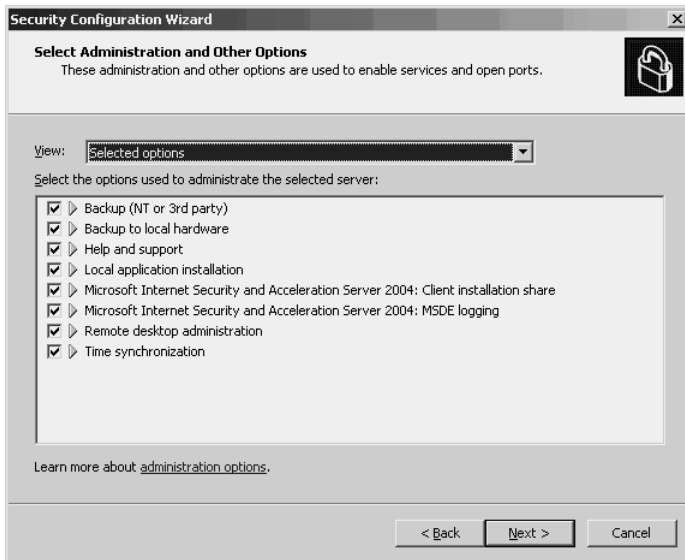 Security Configuration Wizard
Select Administration and Other Options
These administration and other options are used to enable services and open ports.
View: Selected options
Select the options used to administrate the selected server:
Backup (NT or 3rd party)
Backup to local hardware
Help and support
Local application installation
Microsoft Internet Security and Acceleration Server 2004: Client installation share
Microsoft Internet Security and Acceleration Server 2004: MSDE logging
Remote desktop administration
Time synchronization
Learn more about administration options.
< Back Next > Cancel